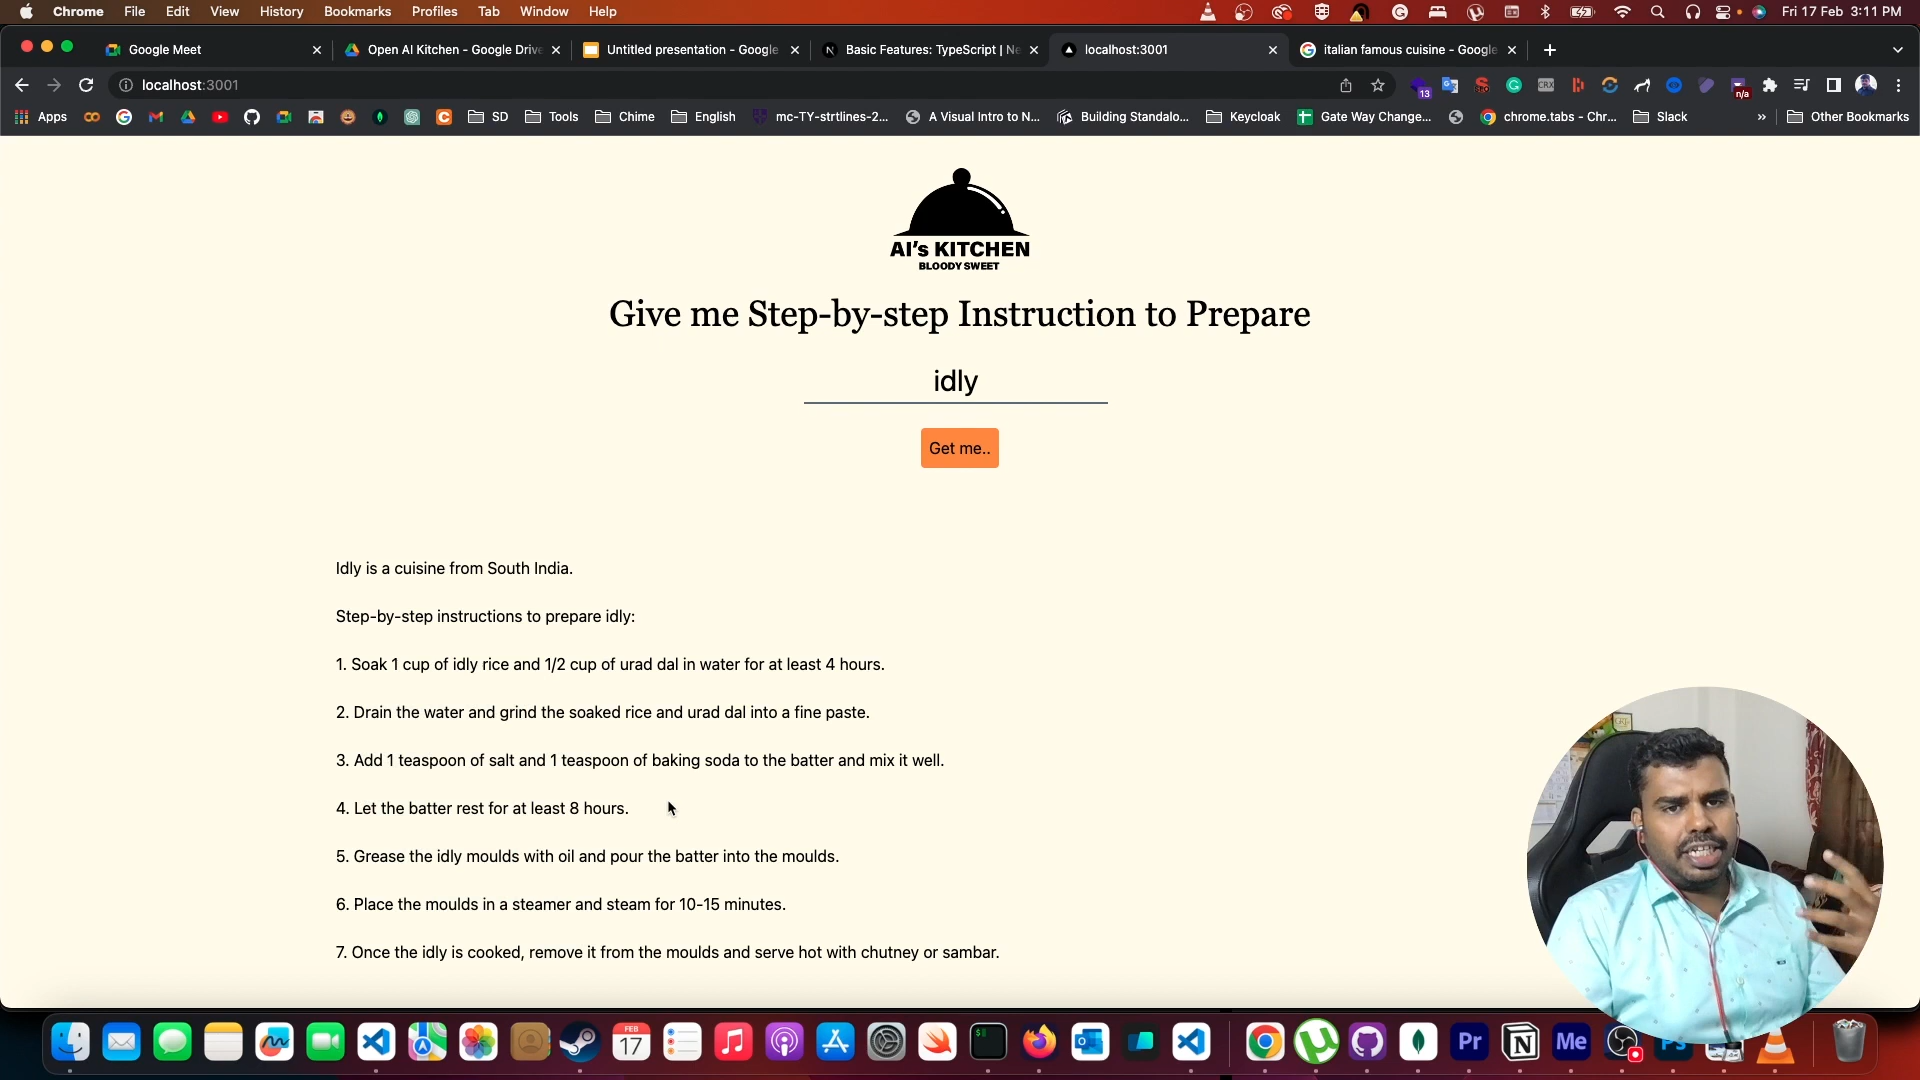 Chrome File Edit View History Bookmarks Profiles Tab Window Help Fri 17 Feb 3:11 PM
Google Meet Open AI Kitchen - Google Drive Untitled presentation - Google Basic Features: TypeScript | Ne localhost:3001 italian famous cuisine - Google
localhost:3001 13 CRX n/a
Apps SD Tools Chime English mc-TY-strtlines-2... A Visual Intro to N... Building Standalo... Keycloak Gate Way Change... chrome.tabs - Chr... Slack » Other Bookmarks
AI's KITCHEN
BLOODY SWEET
Give me Step-by-step Instruction to Prepare
idly
Get me..
Idly is a cuisine from South India.
Step-by-step instructions to prepare idly:
1. Soak 1 cup of idly rice and 1/2 cup of urad dal in water for at least 4 hours.
2. Drain the water and grind the soaked rice and urad dal into a fine paste.
3. Add 1 teaspoon of salt and 1 teaspoon of baking soda to the batter and mix it well.
4. Let the batter rest for at least 8 hours.
5. Grease the idly moulds with oil and pour the batter into the moulds.
6. Place the moulds in a steamer and steam for 10-15 minutes.
7. Once the idly is cooked, remove it from the moulds and serve hot with chutney or sambar.
FEB
17 Pr Me Ps